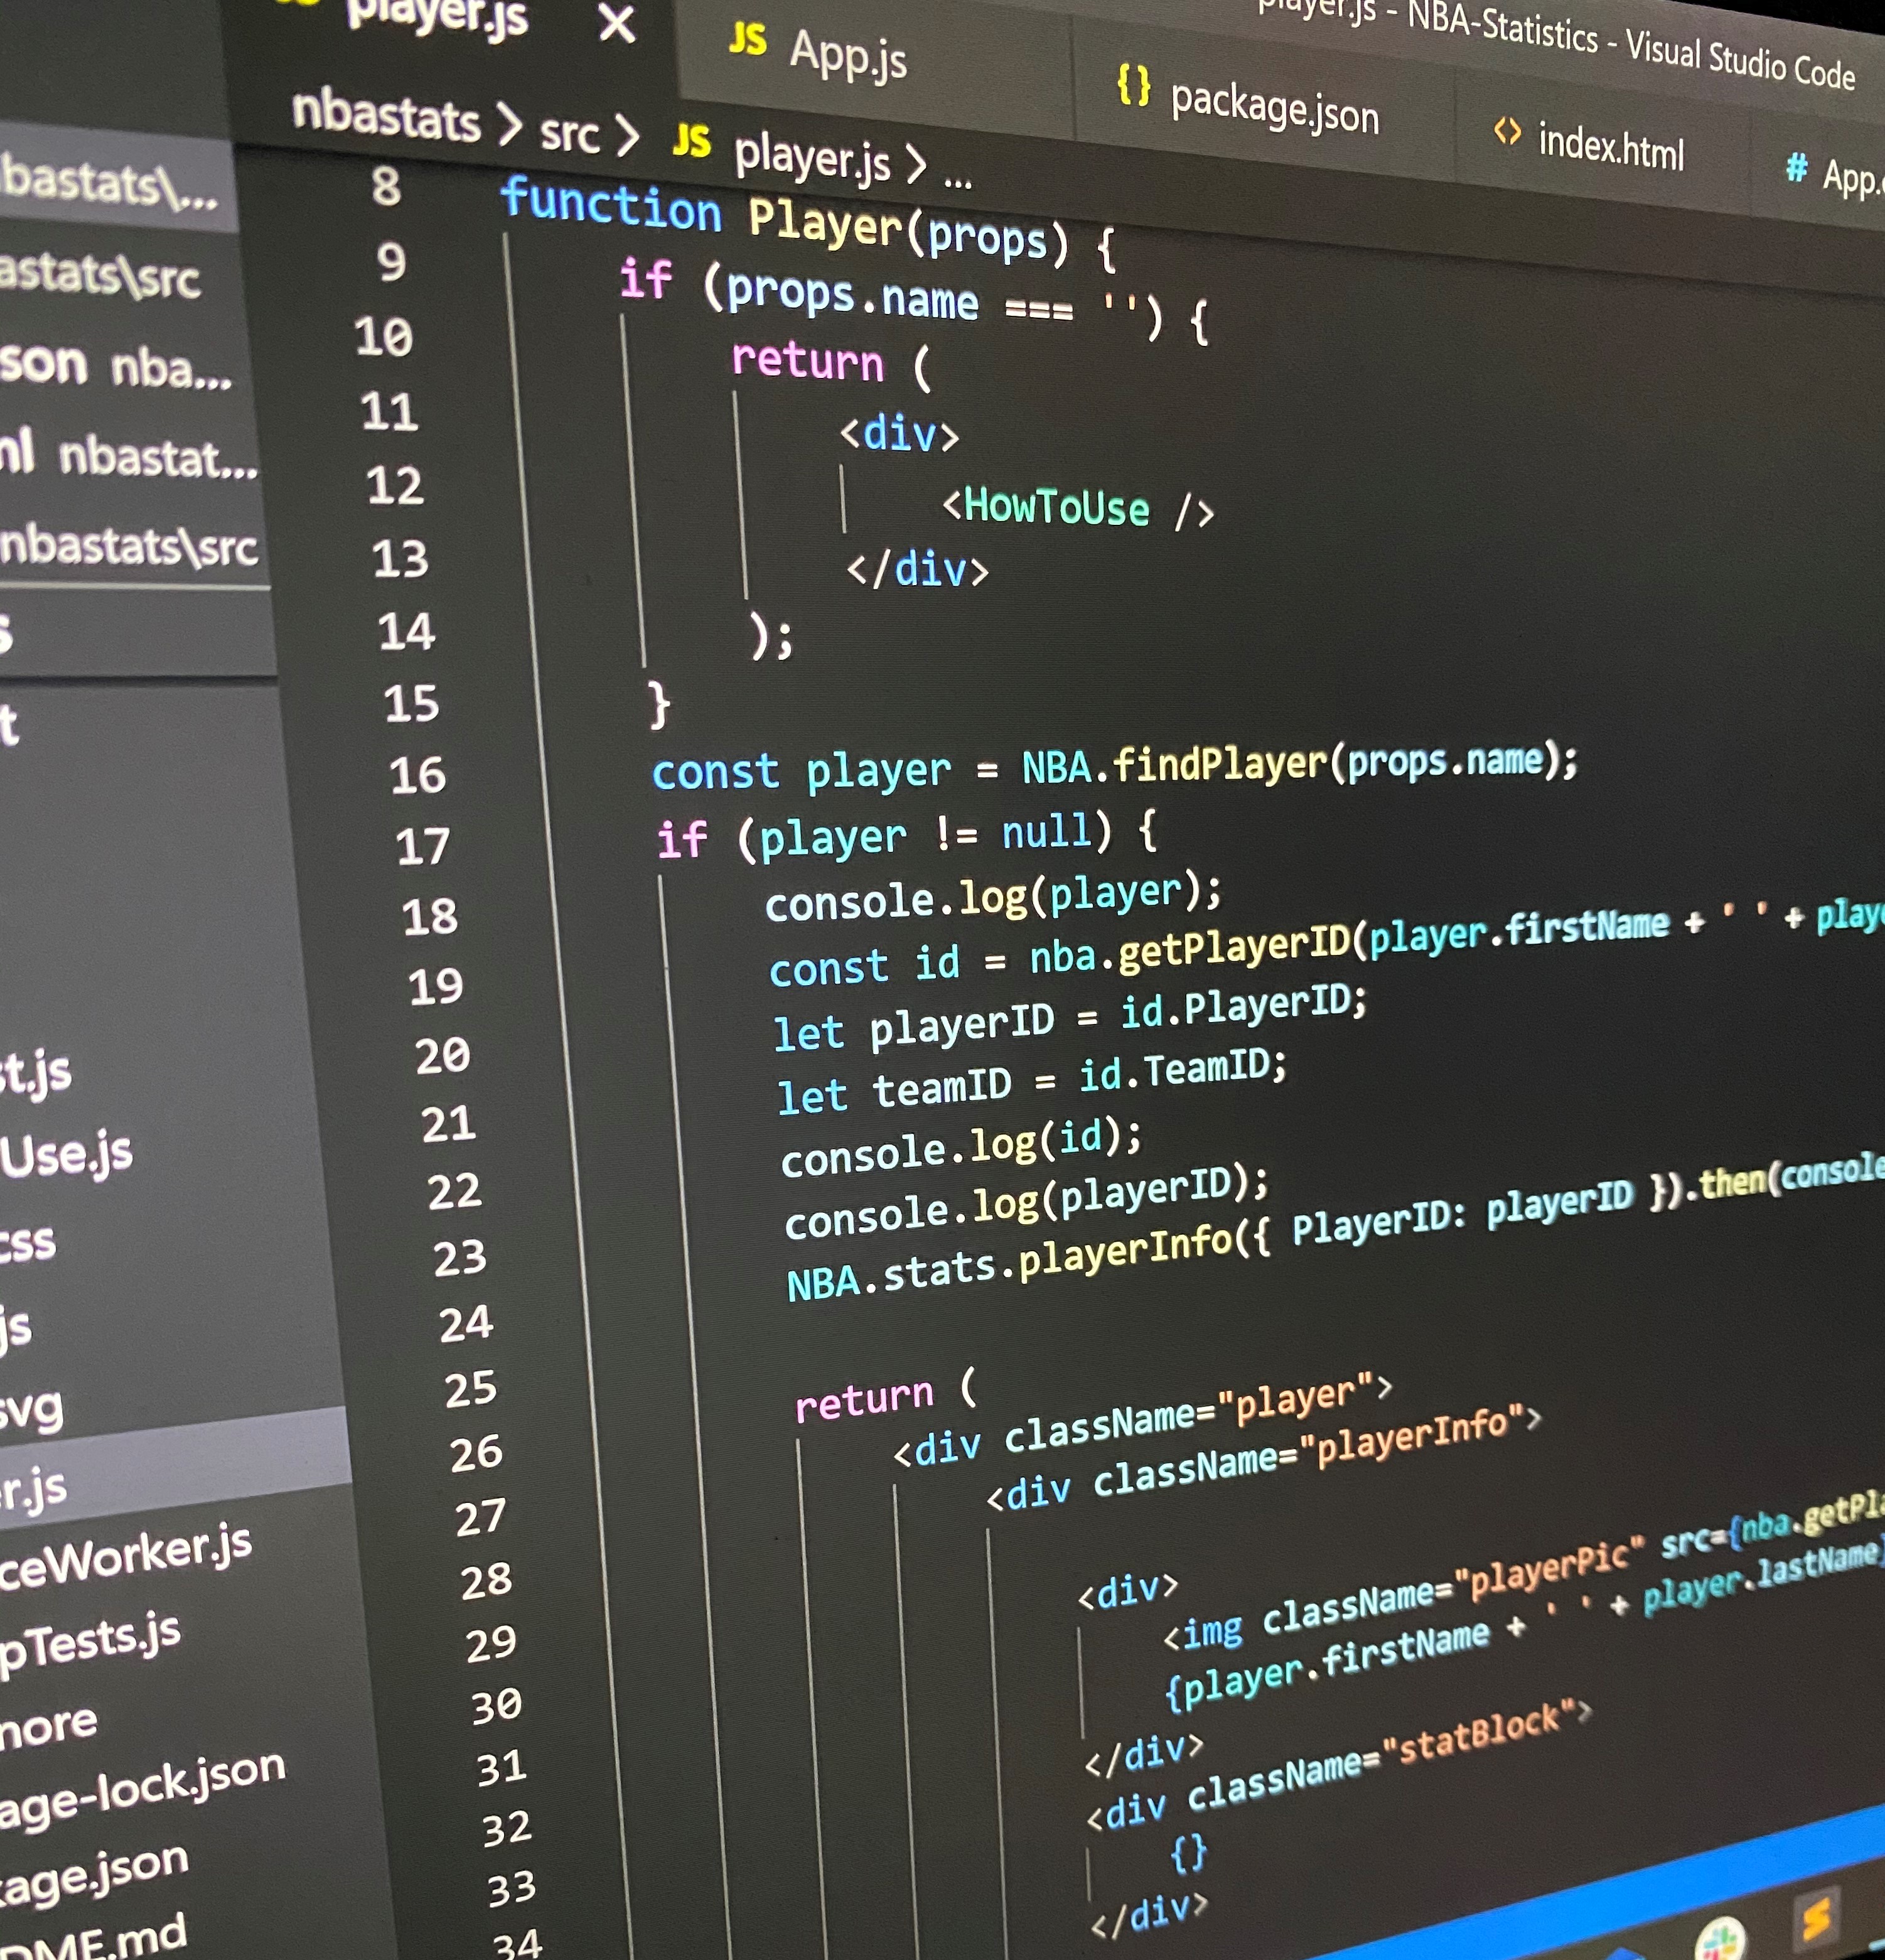 player.js - NBA-Statistics - Visual Studio Code
player.js X JS App.js {} package.json <> index.html # App.
nbastats > src > JS player.js > ...
8 function Player(props) {
9 if (props.name === '') {
10 return (
11 <div>
12 <HowToUse />
13 </div>
14 );
15 }
16 const player = NBA.findPlayer(props.name);
17 if (player != null) {
18 console.log(player);
19 const id = nba.getPlayerID(player.firstName + ' ' + playe
20 let playerID = id.PlayerID;
21 let teamID = id.TeamID;
22 console.log(id);
23 console.log(playerID);
24 NBA.stats.playerInfo({ PlayerID: playerID }).then(console
25
26 return (
27 <div className="player">
28 <div className="playerInfo">
29
30 <div>
31 <img className="playerPic" src={nba.getPla
32 {player.firstName + ' ' + player.lastName}
33 </div>
34 <div className="statBlock">
{}
</div>
bastats\...
astats\src
son nba...
ml nbastat...
nbastats\src
s
t
st.js
Use.js
css
js
svg
r.js
ceWorker.js
pTests.js
nore
age-lock.json
kage.json
DME.md